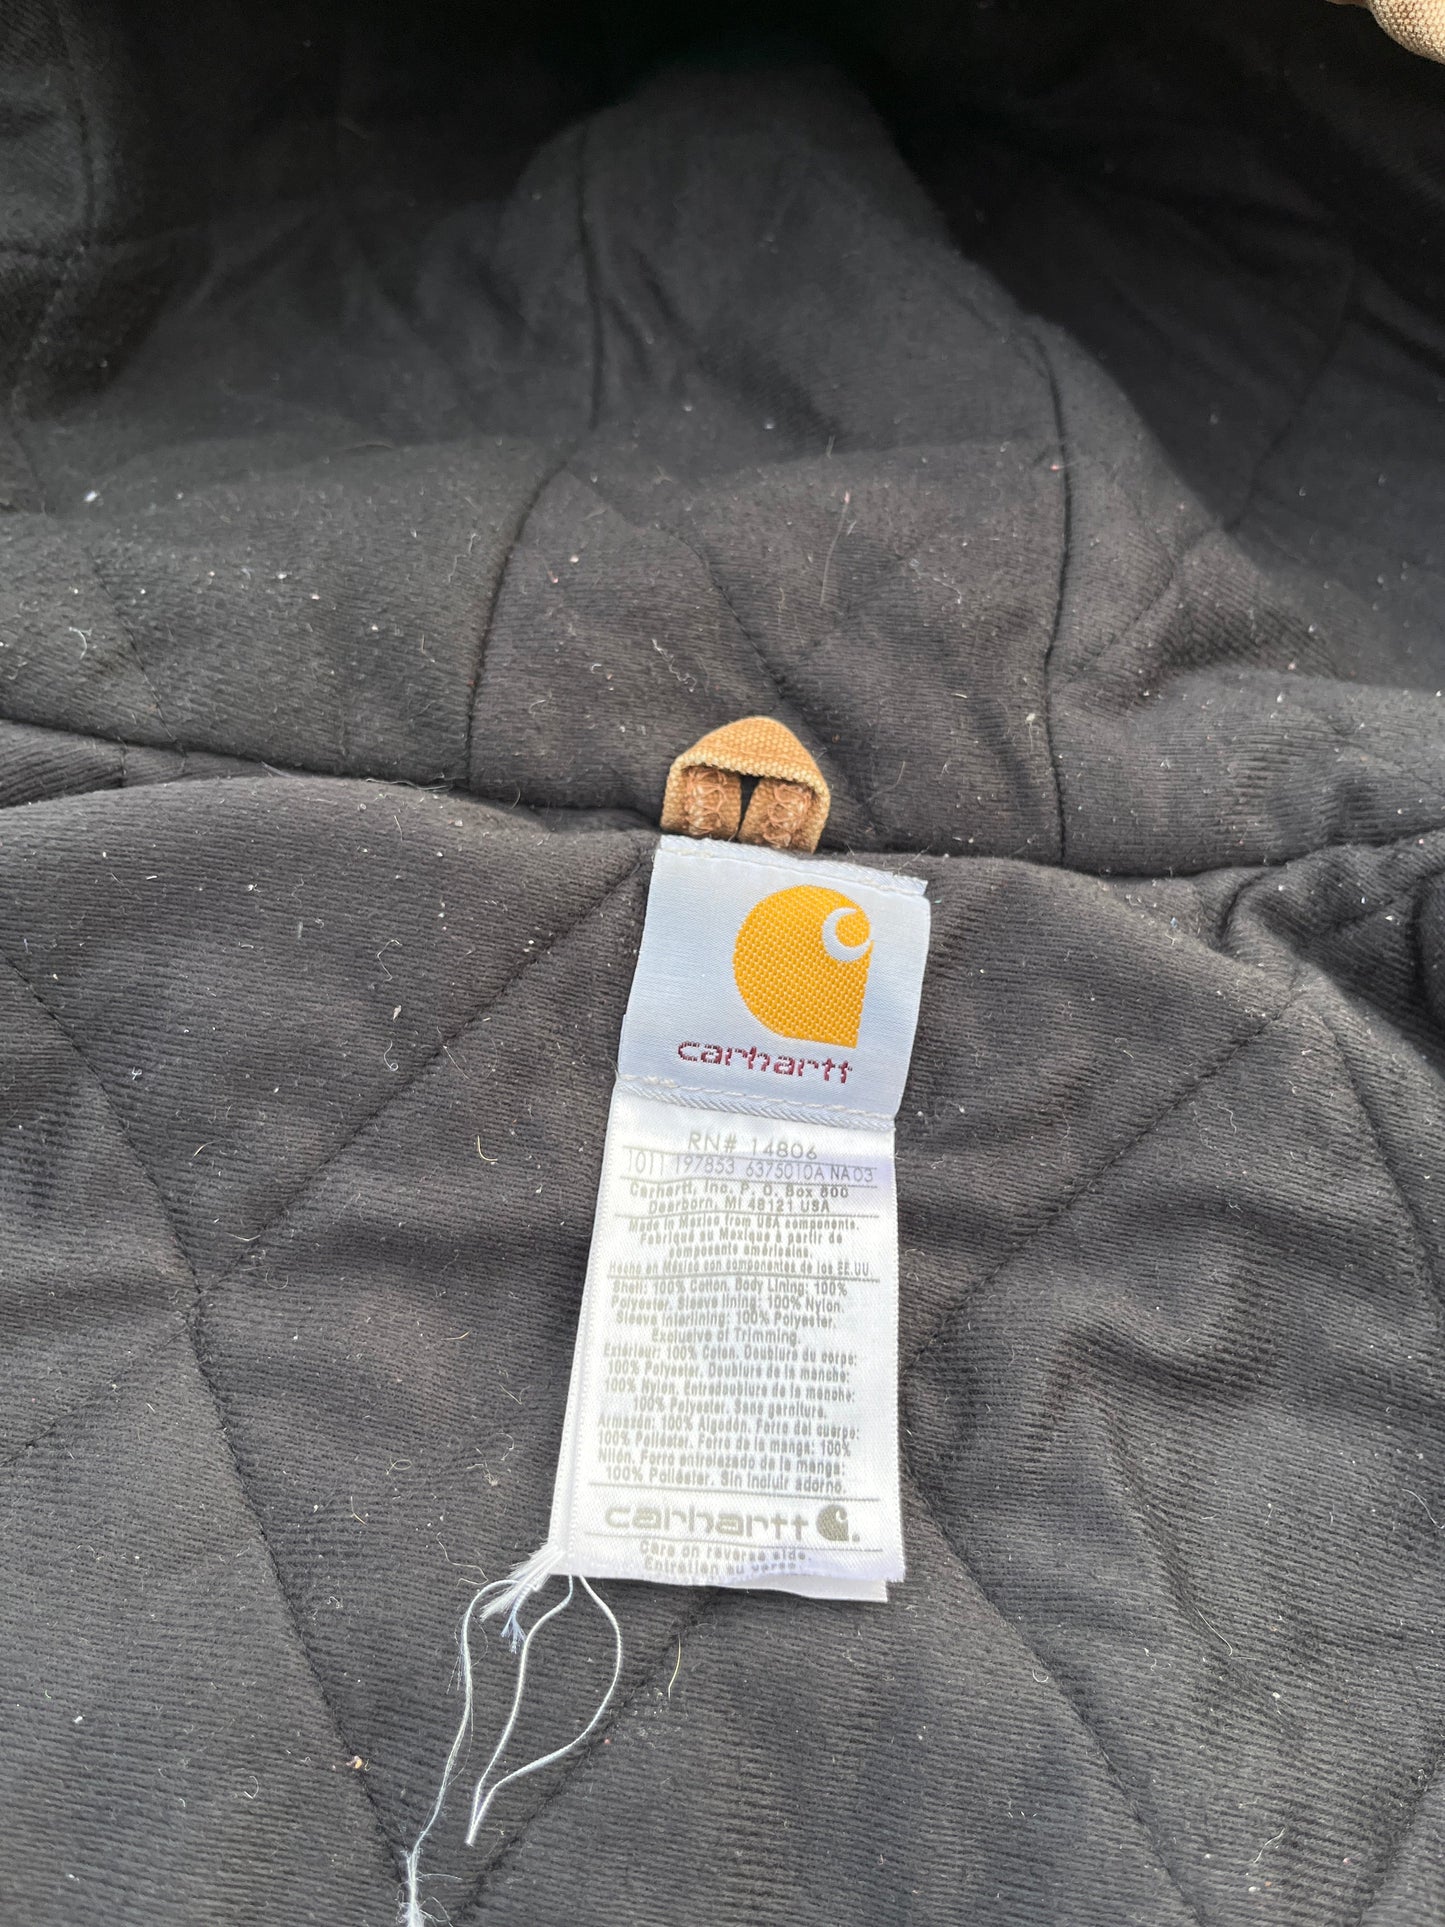 carhartt
RN# 14806
1011 197853 6375010A NA03
Carhartt, Inc. P. O. Box 600
Dearborn, MI 48121 USA
Made in Mexico from USA components.
Fabriqué au Mexique à partir de
composants américains.
Hecho en México con componentes de los EE.UU.
Shell: 100% Cotton. Body Lining: 100%
Polyester. Sleeve lining: 100% Nylon.
Sleeve Interlining: 100% Polyester.
Exclusive of Trimming.
Extérieur: 100% Coton. Doublure du corps:
100% Polyester. Doublure de la manche:
100% Nylon. Entredoublure de la manche:
100% Polyester. Sans garniture.
Armazón: 100% Algodón. Forro del cuerpo:
100% Poliéster. Forro de la manga: 100%
Nilón. Forro entrelazado de la manga:
100% Poliéster. Sin incluir adorno.
carhartt
Care on reverse side.
Entretien au verso.